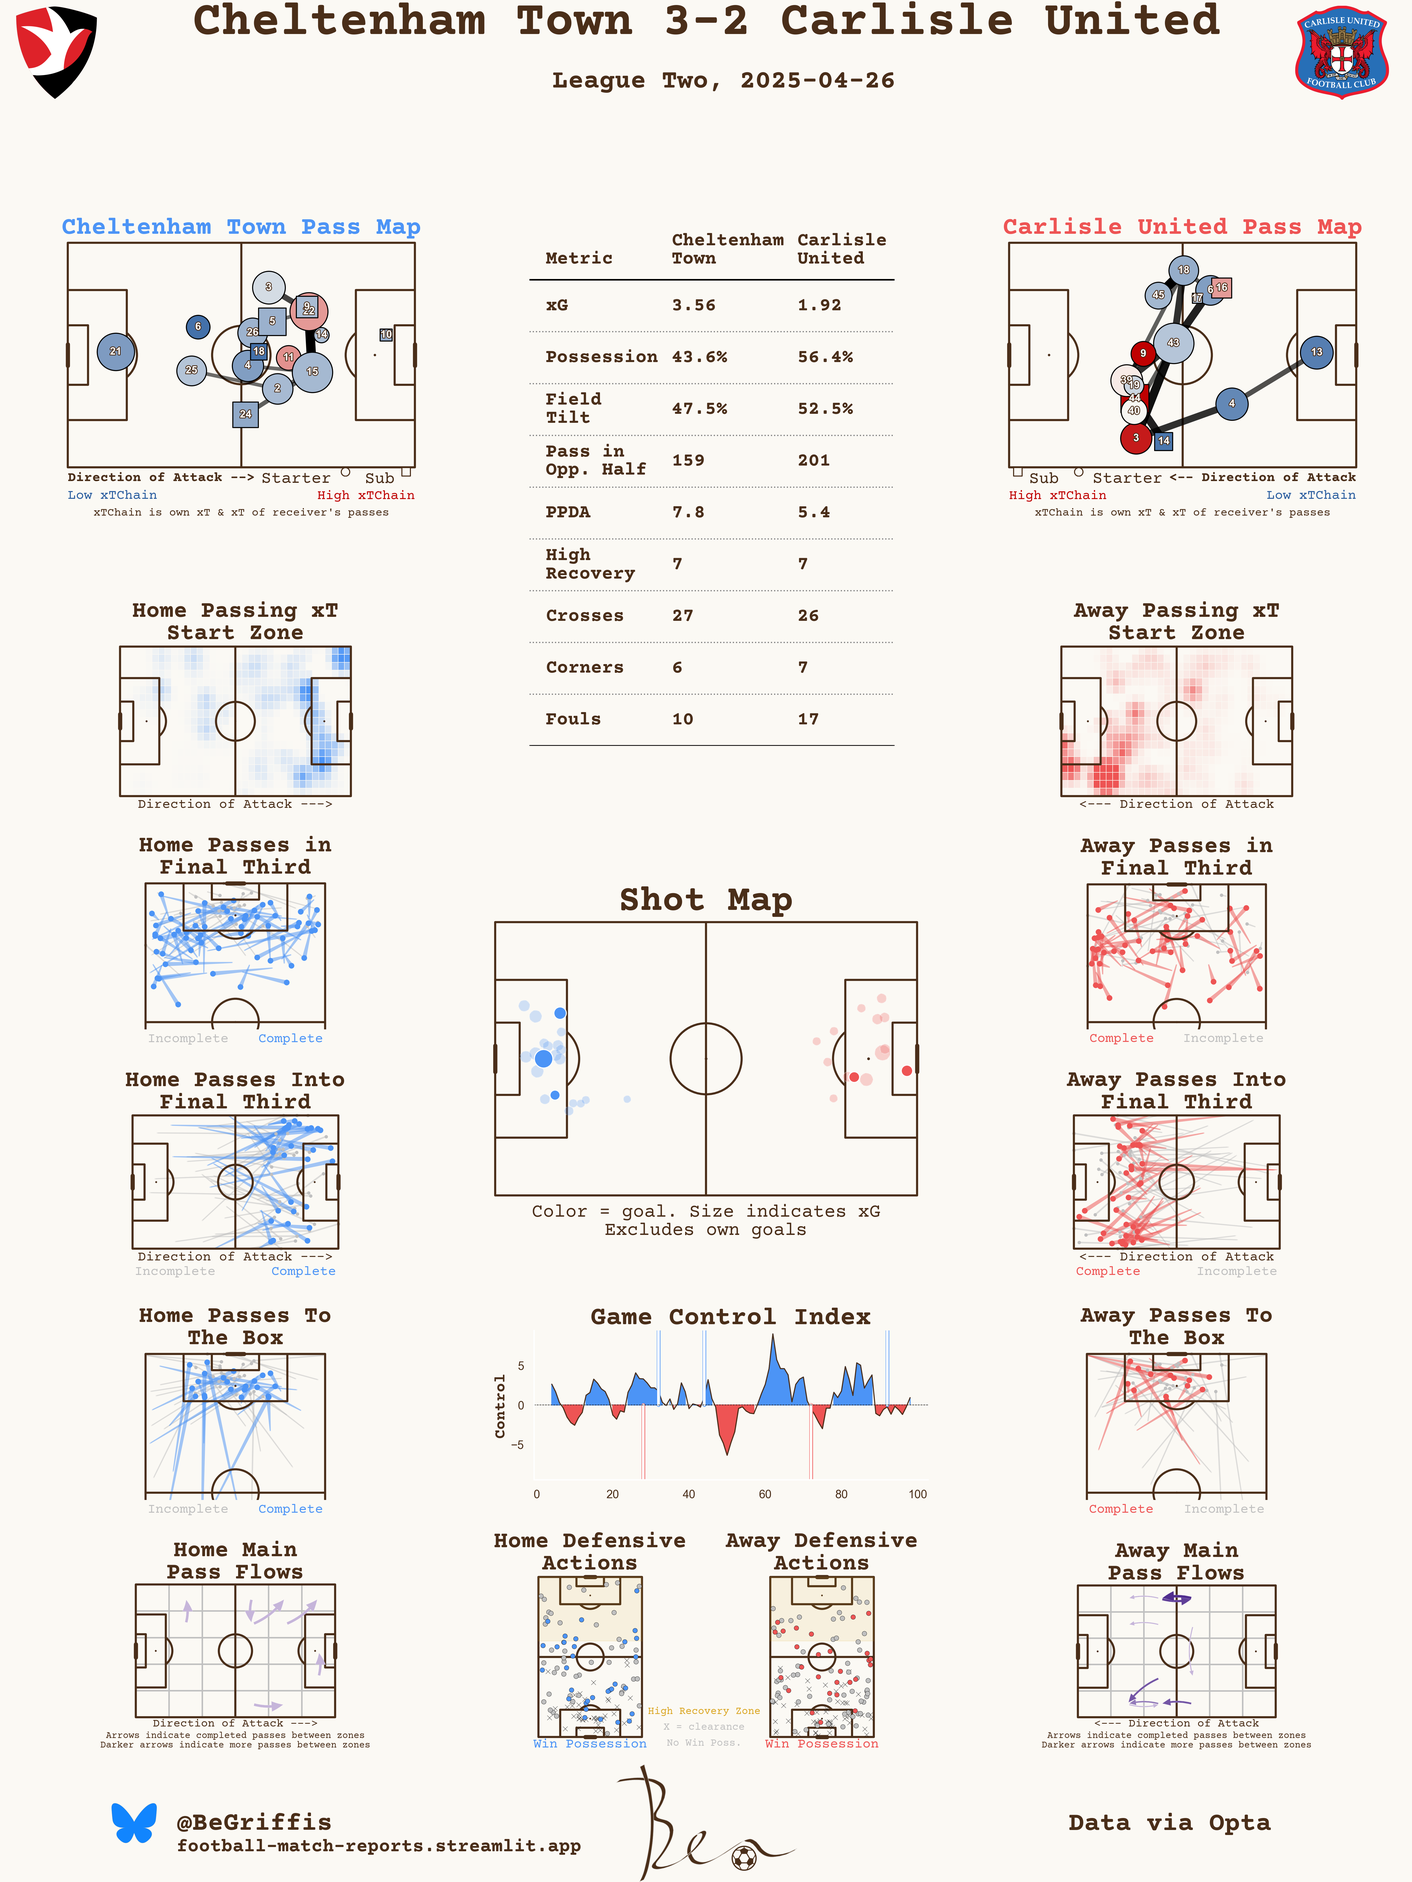 Cheltenham Town 3-2 Carlisle United
League Two, 2025-04-26
CARLISLE UNITED
FOOTBALL CLUB
Cheltenham Town Pass Map
3
9
22
5
6
26
14
10
18
21
11
4
25
15
2
24
Direction of Attack --> Starter Sub
Low xTChain High xTChain
xTChain is own xT & xT of receiver's passes
Metric Cheltenham Town Carlisle United
xG 3.56 1.92
Possession 43.6% 56.4%
Field Tilt 47.5% 52.5%
Pass in Opp. Half 159 201
PPDA 7.8 5.4
High Recovery 7 7
Crosses 27 26
Corners 6 7
Fouls 10 17
Carlisle United Pass Map
18
45
17
6
16
43
9
13
39
19
44
40
4
3
14
Sub Starter <-- Direction of Attack
High xTChain Low xTChain
xTChain is own xT & xT of receiver's passes
Home Passing xT
Start Zone
Direction of Attack --->
Away Passing xT
Start Zone
<--- Direction of Attack
Home Passes in
Final Third
Incomplete Complete
Away Passes in
Final Third
Complete Incomplete
Shot Map
Color = goal. Size indicates xG
Excludes own goals
Home Passes Into
Final Third
Direction of Attack --->
Incomplete Complete
Away Passes Into
Final Third
<--- Direction of Attack
Complete Incomplete
Home Passes To
The Box
Incomplete Complete
Game Control Index
Control
5
0
−5
0 20 40 60 80 100
Away Passes To
The Box
Complete Incomplete
Home Main
Pass Flows
Direction of Attack --->
Arrows indicate completed passes between zones
Darker arrows indicate more passes between zones
Home Defensive
Actions
Win Possession
Away Defensive
Actions
Win Possession
High Recovery Zone
X = clearance
No Win Poss.
Away Main
Pass Flows
<--- Direction of Attack
Arrows indicate completed passes between zones
Darker arrows indicate more passes between zones
@BeGriffis
football-match-reports.streamlit.app
Ben
Data via Opta